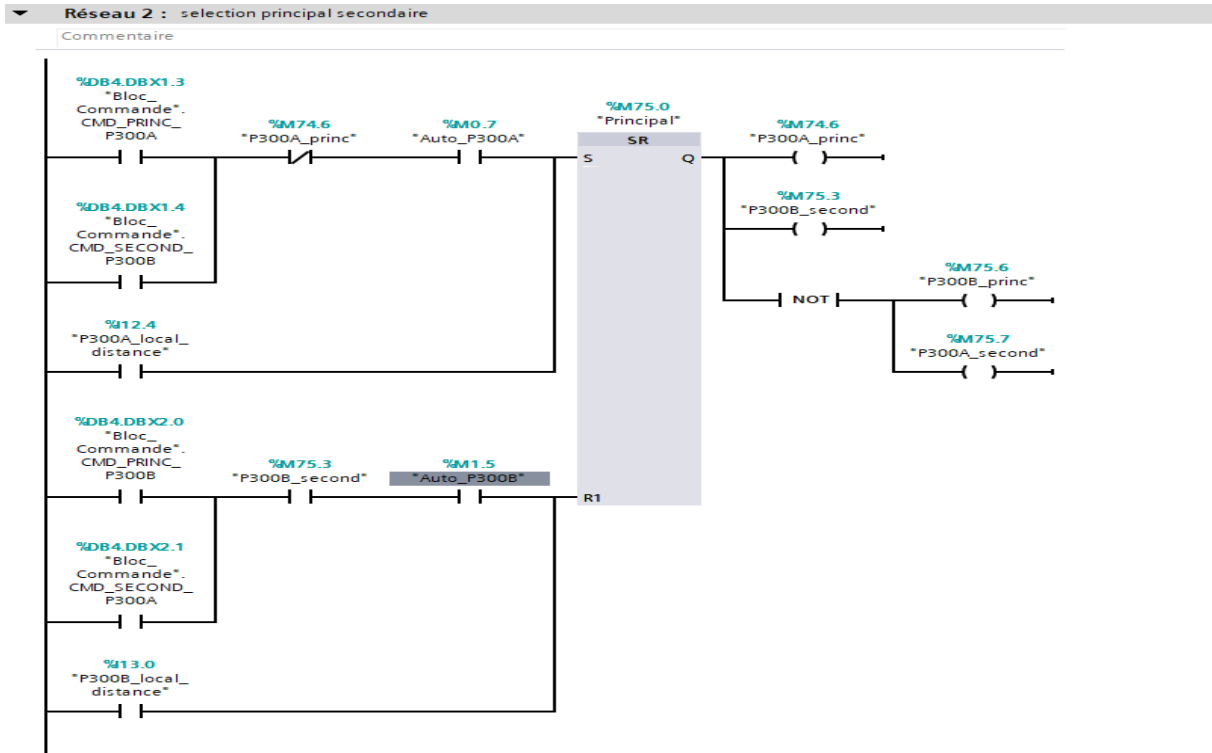 Réseau 2 : selection principal secondaire
Commentaire
%DB4.DBX1.3
"Bloc_
Commande".
CMD_PRINC_
P300A
%M74.6
"P300A_princ"
%M0.7
"Auto_P300A"
%M75.0
"Principal"
SR
S
Q
%M74.6
"P300A_princ"
%DB4.DBX1.4
"Bloc_
Commande".
CMD_SECOND_
P300B
%M75.3
"P300B_second"
NOT
%M75.6
"P300B_princ"
%I12.4
"P300A_local_
distance"
%M75.7
"P300A_second"
%DB4.DBX2.0
"Bloc_
Commande".
CMD_PRINC_
P300B
%M75.3
"P300B_second"
%M1.5
"Auto_P300B"
R1
%DB4.DBX2.1
"Bloc_
Commande".
CMD_SECOND_
P300A
%I13.0
"P300B_local_
distance"